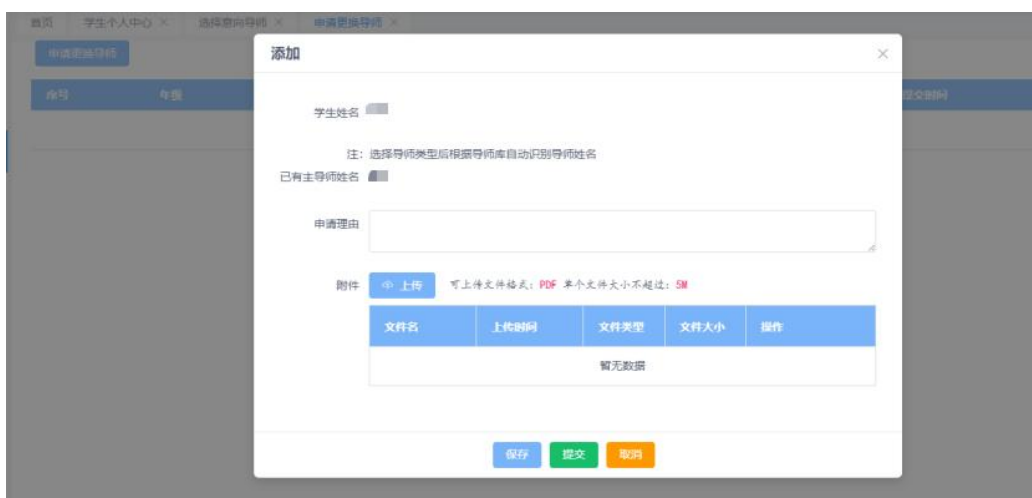 首页 学生个人中心 × 选择意向导师 × 申请更换导师 ×
申请更换导师
添加 ×
序号 年级 提交时间
学生姓名
注：选择导师类型后根据导师库自动识别导师姓名
已有主导师姓名
申请理由
附件 上传 可上传文件格式：PDF 单个文件大小不超过：5M
文件名 上传时间 文件类型 文件大小 操作
暂无数据
保存 提交 取消